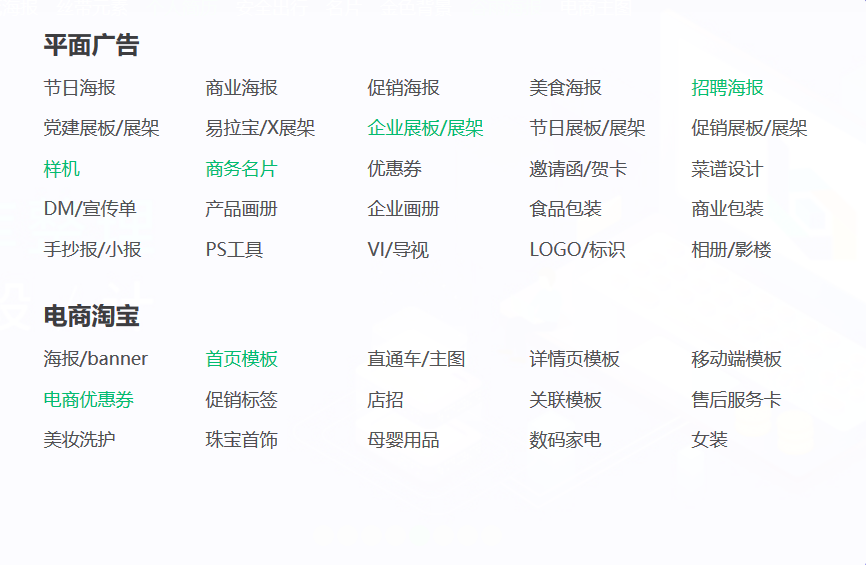 平面广告
节日海报 商业海报 促销海报 美食海报 招聘海报
党建展板/展架 易拉宝/X展架 企业展板/展架 节日展板/展架 促销展板/展架
样机 商务名片 优惠券 邀请函/贺卡 菜谱设计
DM/宣传单 产品画册 企业画册 食品包装 商业包装
手抄报/小报 PS工具 VI/导视 LOGO/标识 相册/影楼
电商淘宝
海报/banner 首页模板 直通车/主图 详情页模板 移动端模板
电商优惠券 促销标签 店招 关联模板 售后服务卡
美妆洗护 珠宝首饰 母婴用品 数码家电 女装